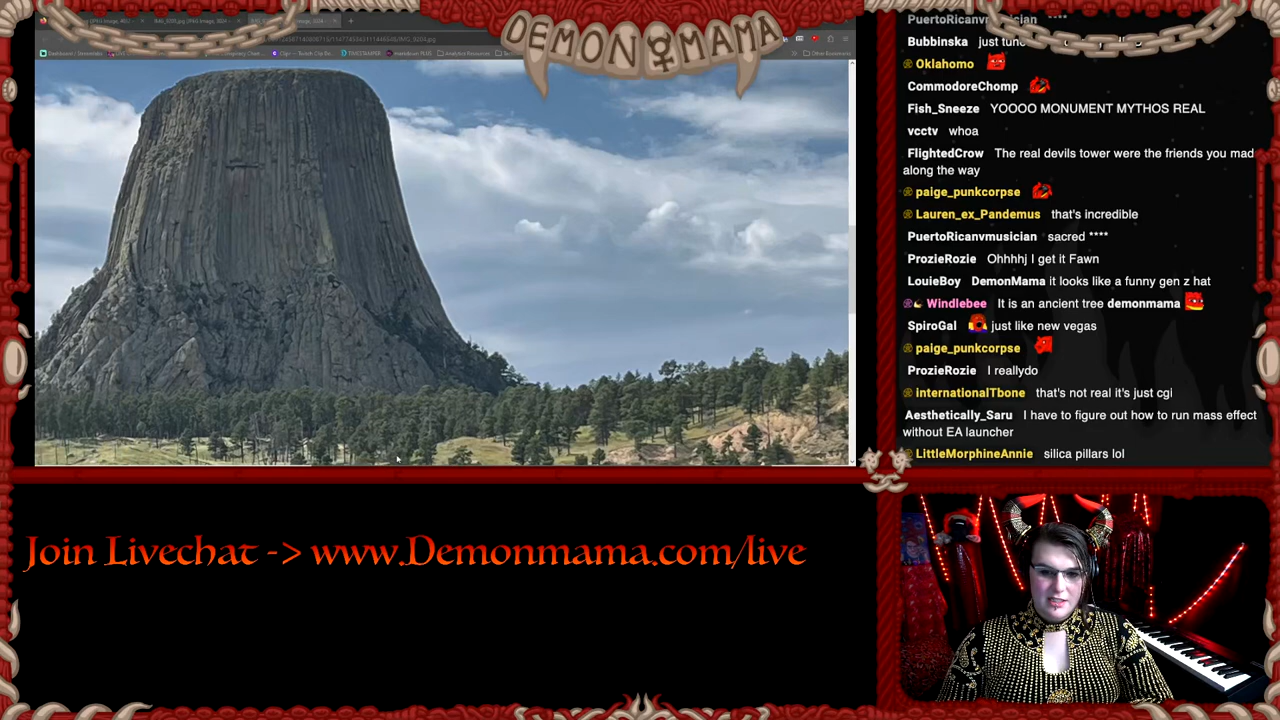 DEMON MAMA
PuertoRicanvmusician ****
Bubbinska just tune
Oklahomo
CommodoreChomp
Fish_Sneeze YOOOO MONUMENT MYTHOS REAL
vcctv whoa
FlightedCrow The real devils tower were the friends you mad
along the way
paige_punkcorpse
Lauren_ex_Pandemus that's incredible
PuertoRicanvmusician sacred ****
ProzieRozie Ohhhhj I get it Fawn
LouieBoy DemonMama it looks like a funny gen z hat
Windlebee It is an ancient tree demonmama
SpiroGal just like new vegas
paige_punkcorpse
ProzieRozie I reallydo
internationalTbone that's not real it's just cgi
Aesthetically_Saru I have to figure out how to run mass effect
without EA launcher
LittleMorphineAnnie silica pillars lol
Join Livechat -> www.Demonmama.com/live